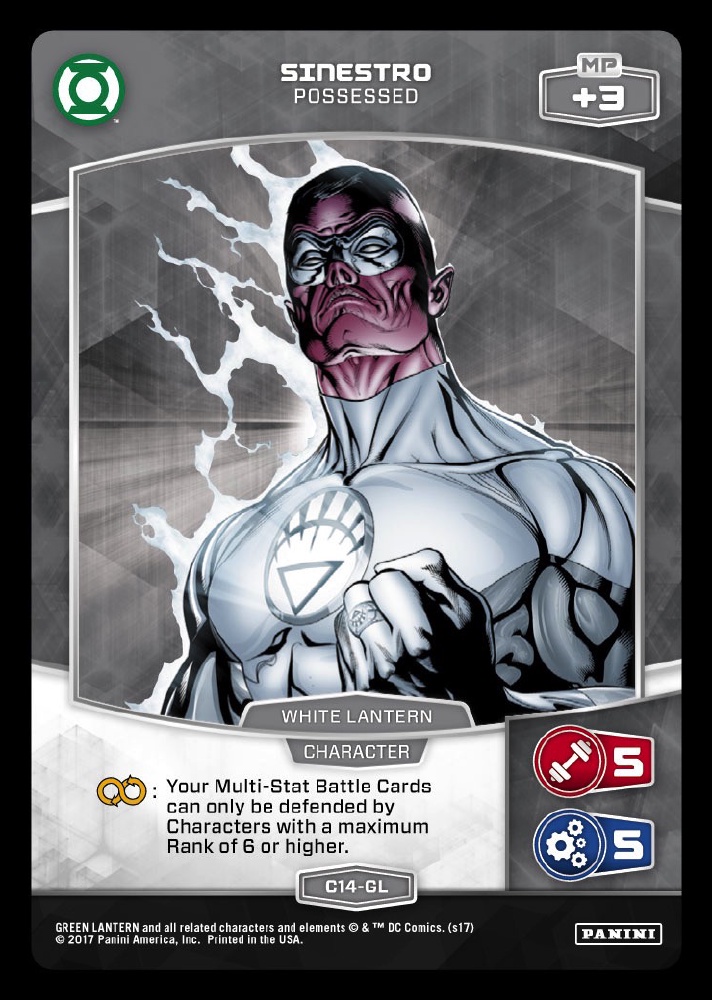 SINESTRO
POSSESSED
MP
+3
WHITE LANTERN
CHARACTER
: Your Multi-Stat Battle Cards
can only be defended by
Characters with a maximum
Rank of 6 or higher.
5
5
C14-GL
GREEN LANTERN and all related characters and elements © & ™ DC Comics. (s17)
© 2017 Panini America, Inc. Printed in the USA.
PANINI